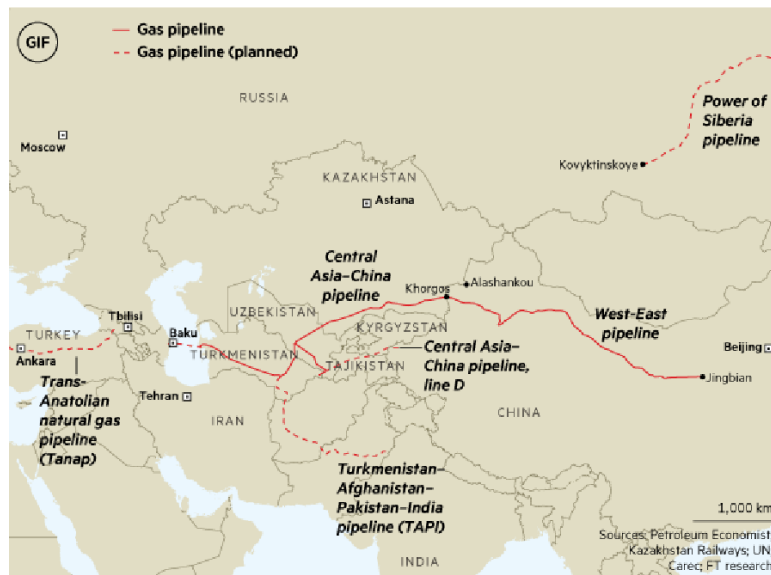 GIF
Gas pipeline
Gas pipeline (planned)
RUSSIA
Moscow
Power of
Siberia
pipeline
Kovyktinskoye
KAZAKHSTAN
Astana
Central
Asia–China
pipeline
Khorgos
Alashankou
UZBEKISTAN
KYRGYZSTAN
West-East
pipeline
Tbilisi
TURKEY
Baku
TURKMENISTAN
Ankara
TAJIKISTAN
Central Asia–
China pipeline,
line D
Beijing
Jingbian
Trans-
Anatolian
natural gas
pipeline
(Tanap)
Tehran
IRAN
CHINA
Turkmenistan–
Afghanistan–
Pakistan–India
pipeline (TAPI)
INDIA
1,000 km
Sources: Petroleum Economist;
Kazakhstan Railways; UN;
Carec; FT research